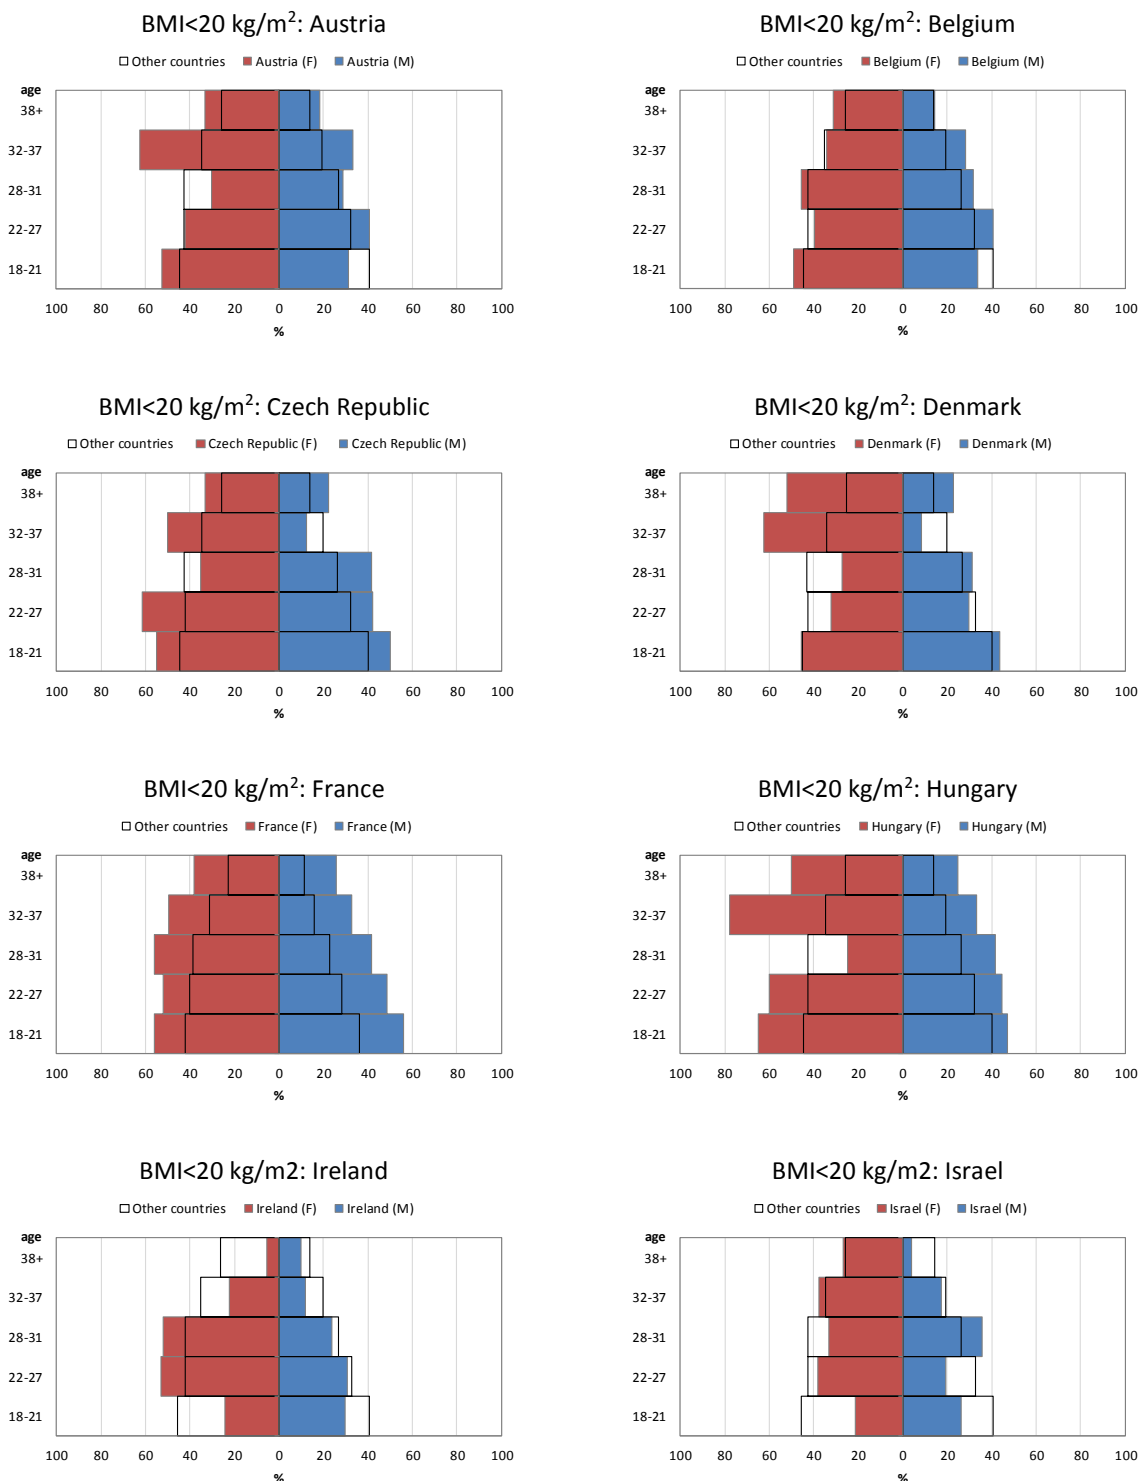 BMI<20 kg/m²: Austria
Other countries Austria (F) Austria (M)
age
38+
32-37
28-31
22-27
18-21
100 80 60 40 20 0 20 40 60 80 100
%
BMI<20 kg/m²: Belgium
Other countries Belgium (F) Belgium (M)
age
38+
32-37
28-31
22-27
18-21
100 80 60 40 20 0 20 40 60 80 100
%
BMI<20 kg/m²: Czech Republic
Other countries Czech Republic (F) Czech Republic (M)
age
38+
32-37
28-31
22-27
18-21
100 80 60 40 20 0 20 40 60 80 100
%
BMI<20 kg/m²: Denmark
Other countries Denmark (F) Denmark (M)
age
38+
32-37
28-31
22-27
18-21
100 80 60 40 20 0 20 40 60 80 100
%
BMI<20 kg/m²: France
Other countries France (F) France (M)
age
38+
32-37
28-31
22-27
18-21
100 80 60 40 20 0 20 40 60 80 100
%
BMI<20 kg/m²: Hungary
Other countries Hungary (F) Hungary (M)
age
38+
32-37
28-31
22-27
18-21
100 80 60 40 20 0 20 40 60 80 100
%
BMI<20 kg/m2: Ireland
Other countries Ireland (F) Ireland (M)
age
38+
32-37
28-31
22-27
18-21
100 80 60 40 20 0 20 40 60 80 100
%
BMI<20 kg/m2: Israel
Other countries Israel (F) Israel (M)
age
38+
32-37
28-31
22-27
18-21
100 80 60 40 20 0 20 40 60 80 100
%